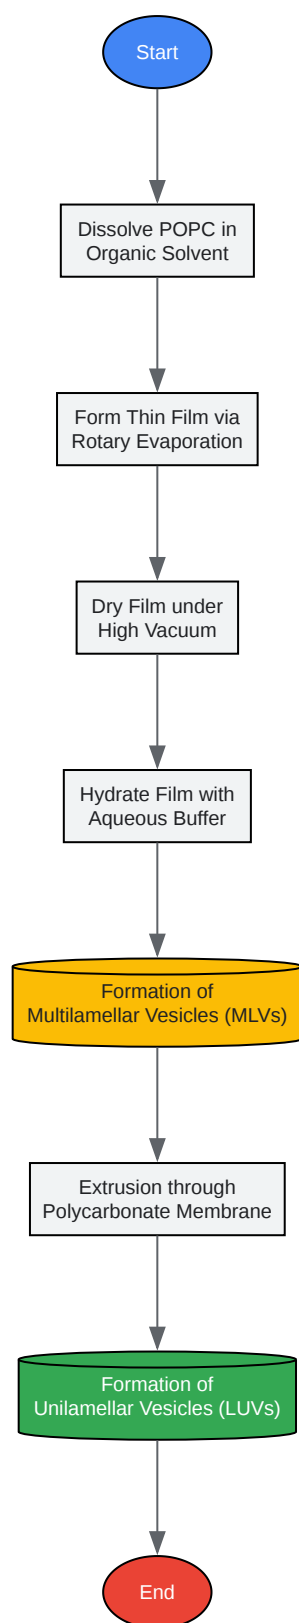 Start
Dissolve POPC in
Organic Solvent
Form Thin Film via
Rotary Evaporation
Dry Film under
High Vacuum
Hydrate Film with
Aqueous Buffer
Formation of
Multilamellar Vesicles (MLVs)
Extrusion through
Polycarbonate Membrane
Formation of
Unilamellar Vesicles (LUVs)
End